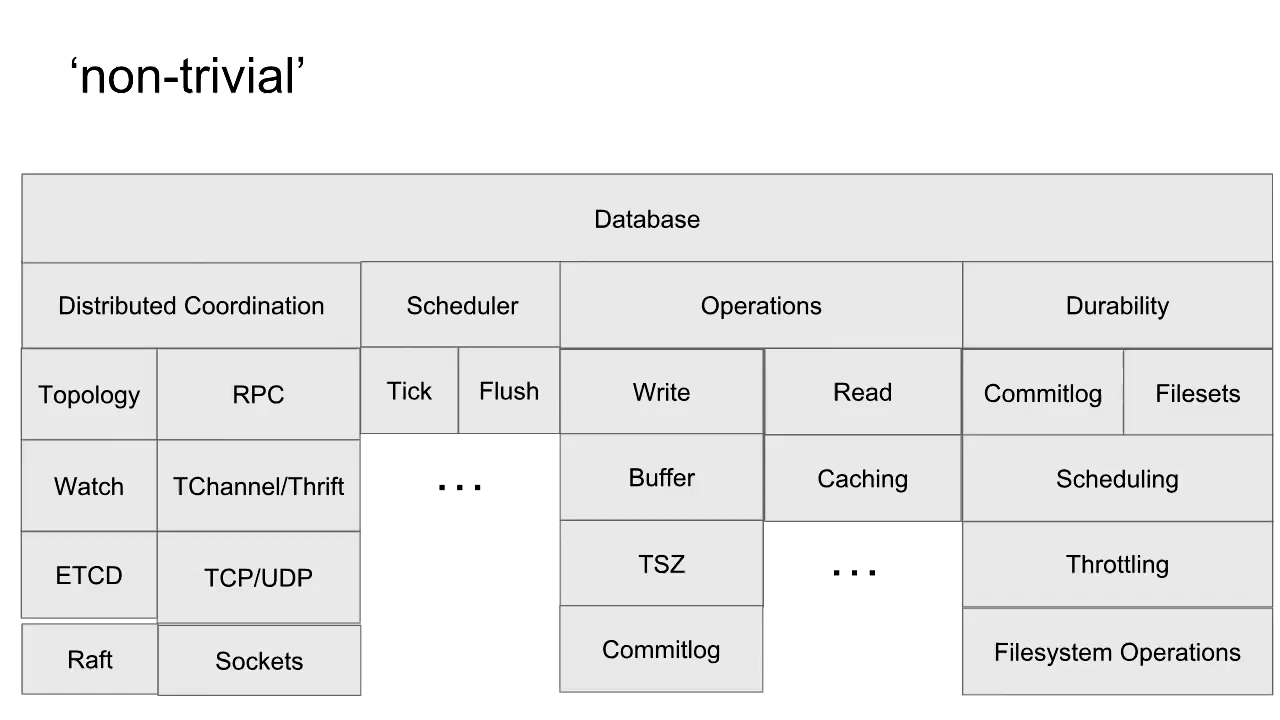 ‘non-trivial’
Database
Distributed Coordination
Scheduler
Operations
Durability
Topology
RPC
Tick
Flush
Write
Read
Commitlog
Filesets
Watch
TChannel/Thrift
...
Buffer
Caching
Scheduling
ETCD
TCP/UDP
TSZ
...
Throttling
Raft
Sockets
Commitlog
Filesystem Operations